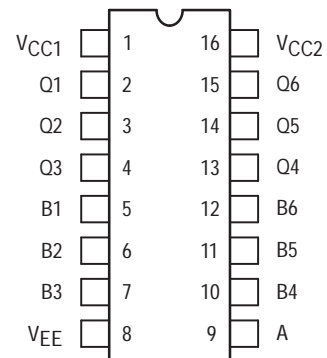 VCC1 1 16 VCC2
Q1 2 15 Q6
Q2 3 14 Q5
Q3 4 13 Q4
B1 5 12 B6
B2 6 11 B5
B3 7 10 B4
VEE 8 9 A